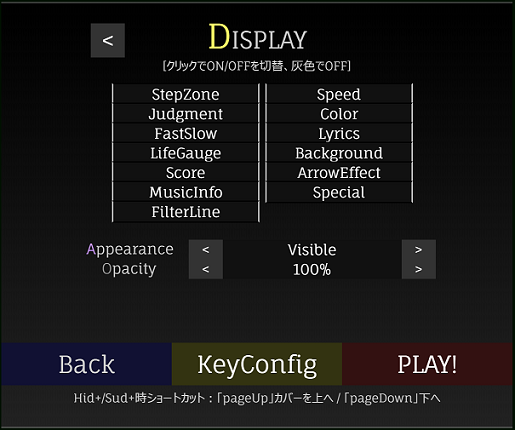 <
DISPLAY
[クリックでON/OFFを切替、灰色でOFF]
StepZone Speed
Judgment Color
FastSlow Lyrics
LifeGauge Background
Score ArrowEffect
MusicInfo Special
FilterLine
Appearance < Visible >
Opacity < 100% >
Back KeyConfig PLAY!
Hid+/Sud+時ショートカット：「pageUp」カバーを上へ / 「pageDown」下へ